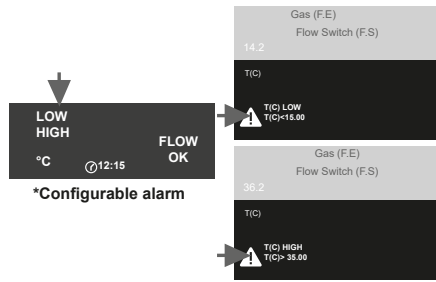 LOW
HIGH
FLOW
°C
12:15
OK
*Configurable alarm
Gas (F.E)
Flow Switch (F.S)
14.2
T(C)
T(C) LOW
T(C)<15.00
Gas (F.E)
Flow Switch (F.S)
36.2
T(C)
T(C) HIGH
T(C)> 35.00